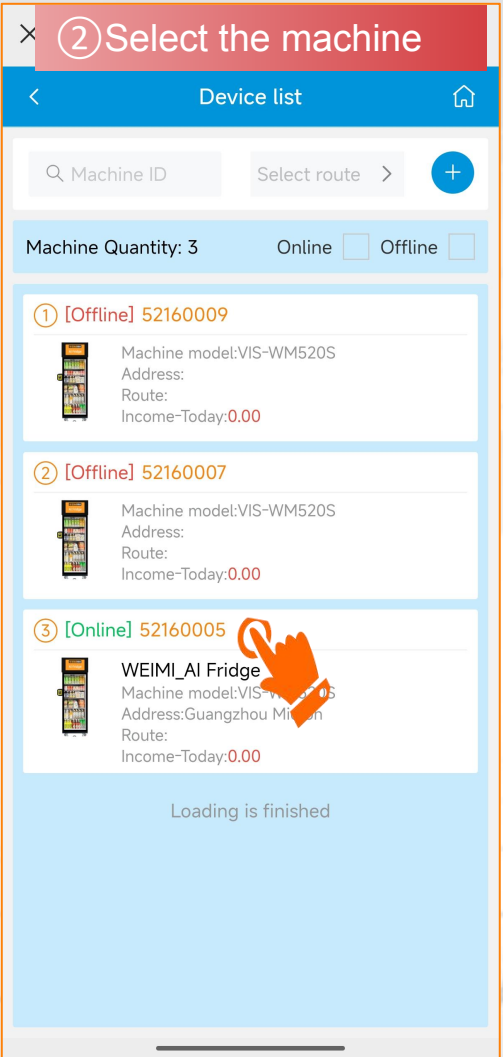 ②Select the machine
Device list
Machine ID
Select route >
Machine Quantity: 3 Online Offline
① [Offline] 52160009
Machine model:VIS-WM520S
Address:
Route:
Income-Today:0.00
② [Offline] 52160007
Machine model:VIS-WM520S
Address:
Route:
Income-Today:0.00
③ [Online] 52160005
WEIMI_AI Fridge
Machine model:
Address:Guangzhou
Route:
Income-Today:0.00
Loading is finished